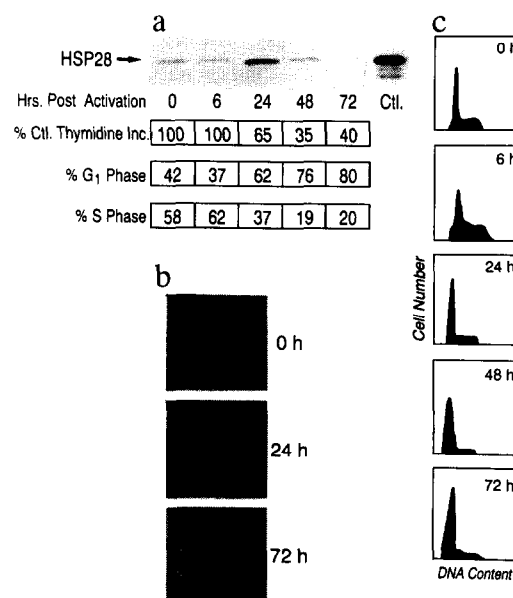 a
HSP28
Hrs. Post Activation 0 6 24 48 72 Ctl.
% Ctl. Thymidine Inc. 100 100 65 35 40
% G1 Phase 42 37 62 76 80
% S Phase 58 62 37 19 20
b
0 h
24 h
72 h
c
0 h
6 h
24 h
48 h
72 h
Cell Number
DNA Content